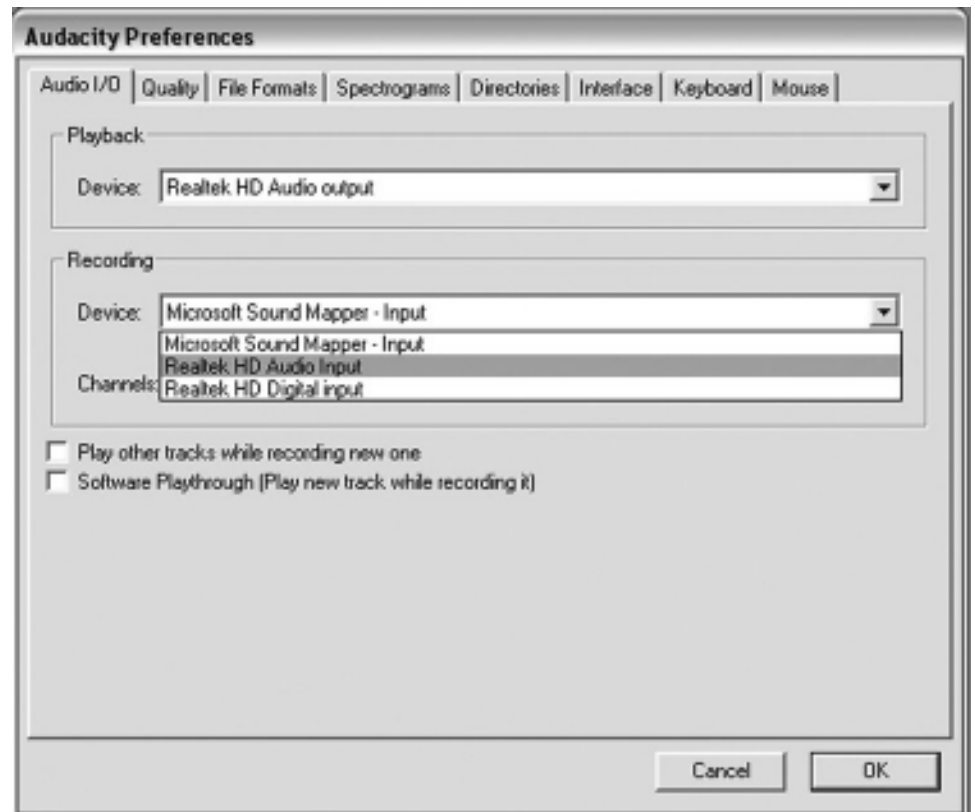 Audacity Preferences
Audio I/O Quality File Formats Spectrograms Directories Interface Keyboard Mouse
Playback
Device: Realtek HD Audio output
Recording
Device: Microsoft Sound Mapper - Input
Microsoft Sound Mapper - Input
Realtek HD Audio Input
Channels: Realtek HD Digital input
Play other tracks while recording new one
Software Playthrough (Play new track while recording it)
Cancel OK